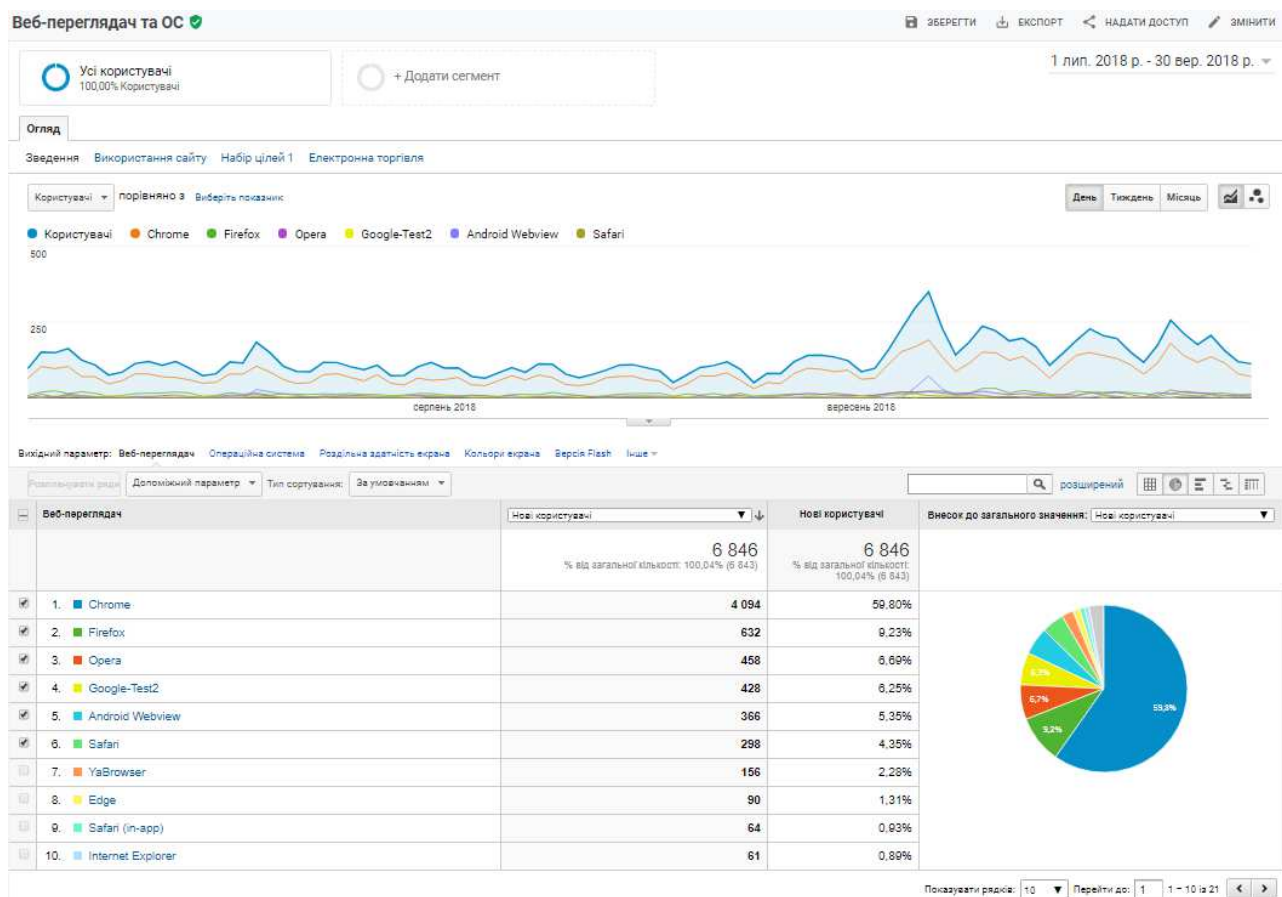 Веб-переглядач та ОС
ЗБЕРЕГТИ ЕКСПОРТ НАДАТИ ДОСТУП ЗМІНИТИ
1 лип. 2018 р. - 30 вер. 2018 р.
Усі користувачі
100,00% Користувачі
+ Додати сегмент
Огляд
Зведення Використання сайту Набір цілей 1 Електронна торгівля
Користувачі порівняно з Виберіть показник
День Тиждень Місяць
Користувачі Chrome Firefox Opera Google-Test2 Android Webview Safari
500
250
серпень 2018 вересень 2018
Вихідний параметр: Веб-переглядач Операційна система Роздільна здатність екрана Кольори екрана Версія Flash Інше
Допоміжний параметр Тип сортування: За умовчанням
розширений
Веб-переглядач Нові користувачі Нові користувачі Внесок до загального значення: Нові користувачі
6 846 6 846
% від загальної кількості: 100,04% (6 843) % від загальної кількості:
100,04% (6 843)
1. Chrome 4 094 59,80%
2. Firefox 632 9,23%
3. Opera 458 6,69%
4. Google-Test2 428 6,25%
5. Android Webview 366 5,35%
6. Safari 298 4,35%
7. YaBrowser 156 2,28%
8. Edge 90 1,31%
9. Safari (in-app) 64 0,93%
10. Internet Explorer 61 0,89%
6,3%
6,7%
9,2%
59,8%
Показувати рядків: 10 Перейти до: 1 1 – 10 із 21